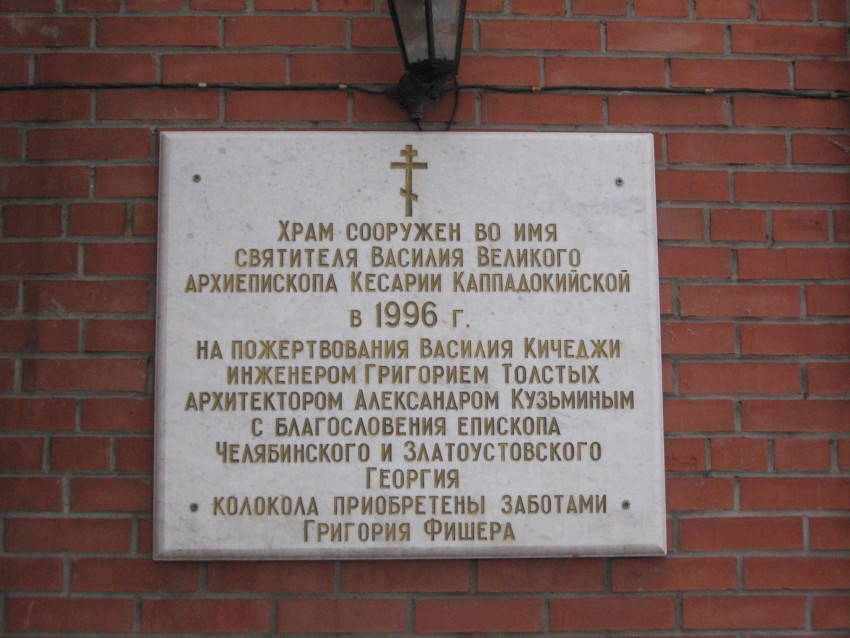 Храм сооружен во имя
святителя Василия Великого
архиепископа Кесарии Каппадокийской
в 1996 г.
на пожертвования Василия Кичеджи
инженером Григорием Толстых
архитектором Александром Кузьминым
с благословения епископа
Челябинского и Златоустовского
Георгия
колокола приобретены заботами
Григория Фишера